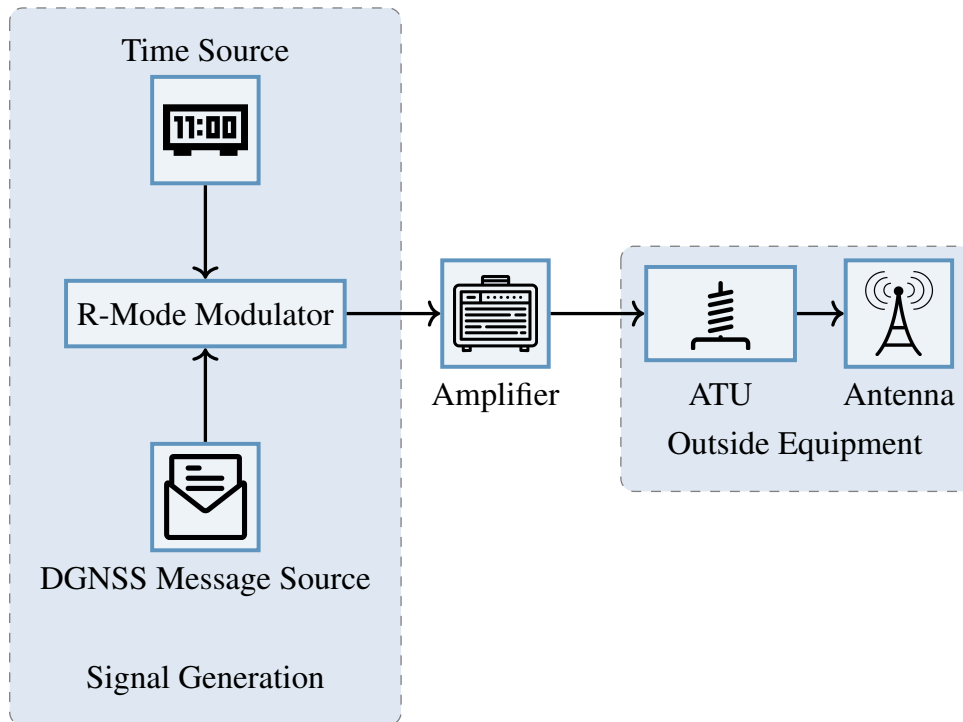 Time Source
11:00
R-Mode Modulator
Amplifier
ATU
Antenna
Outside Equipment
DGNSS Message Source
Signal Generation